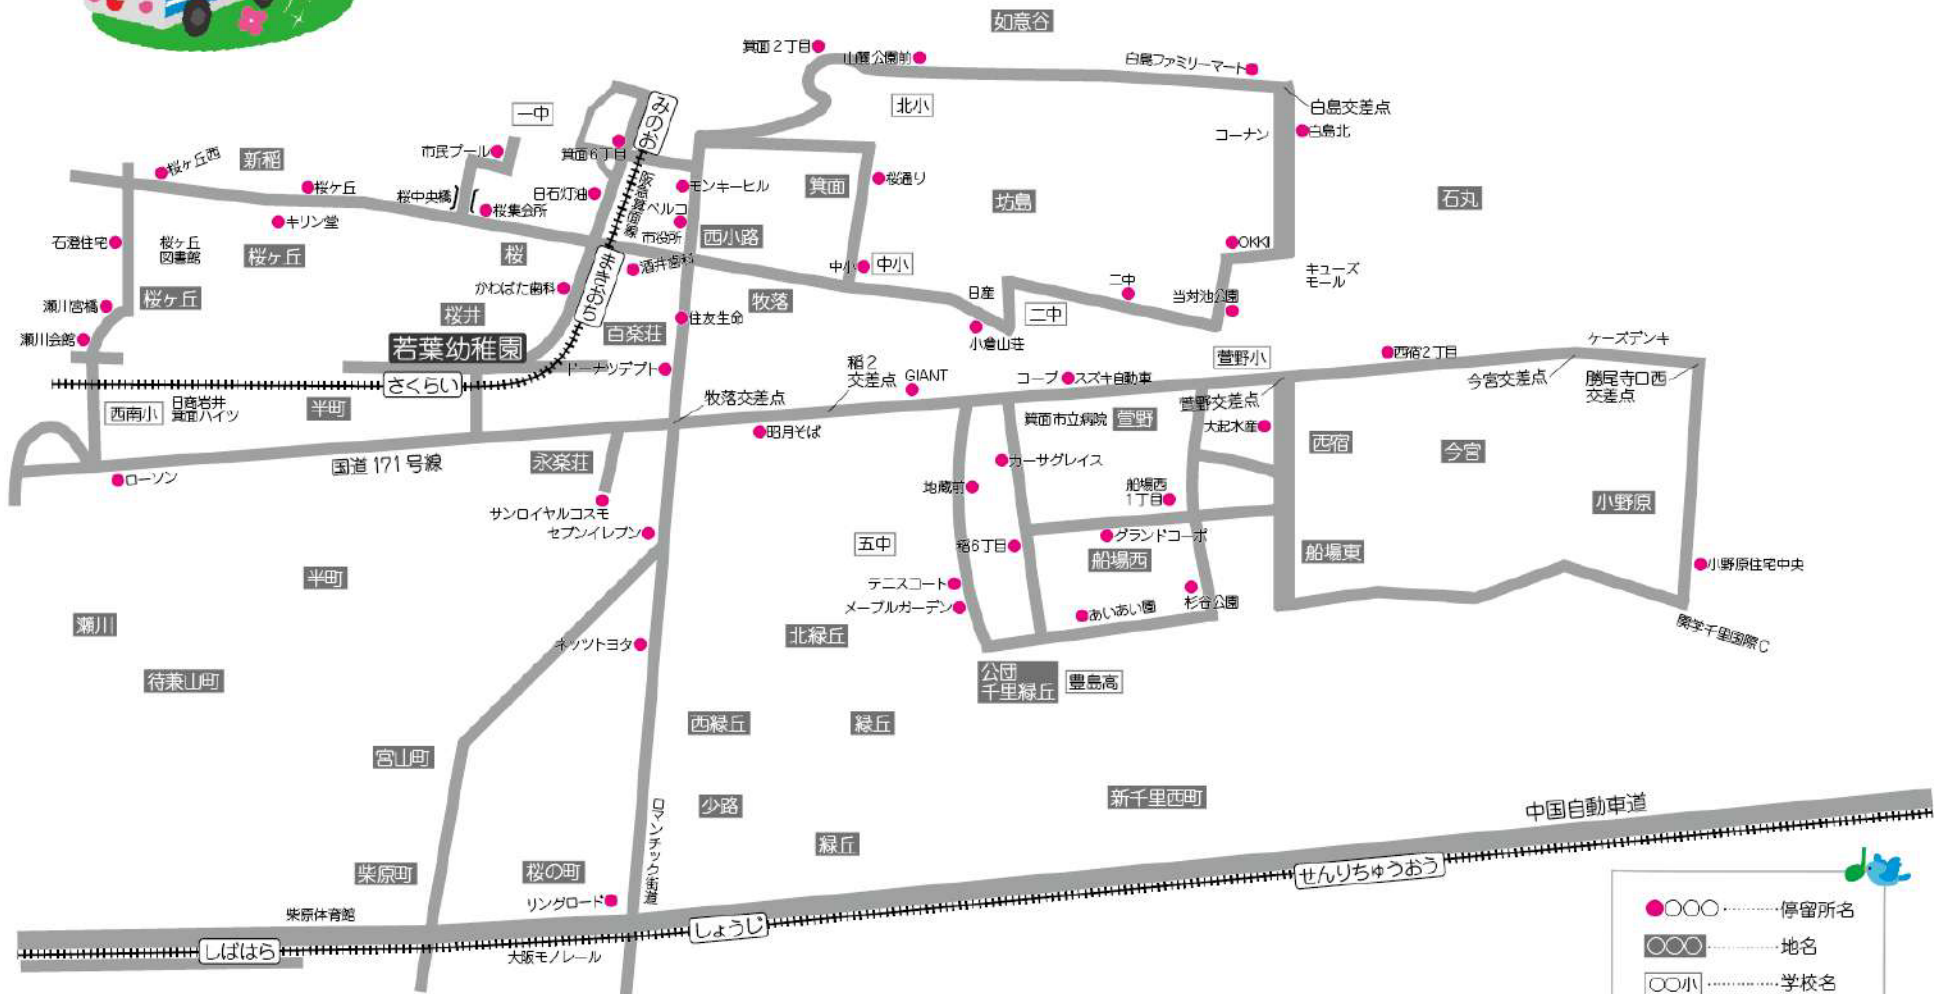 如意谷
箕面2丁目
山麓公園前
白島ファミリーマート
北小
白島交差点
コーナン
白島北
みのお
一中
市民プール
箕面6丁目
桜ヶ丘西
新稲
桜ヶ丘
桜中央橋
日石灯油
桜集会所
阪急箕面線
モンキーヒル
ベルコ
市役所
箕面
桜通り
坊島
石丸
キリン堂
石澄住宅
桜ヶ丘
図書館
桜ヶ丘
桜
西小路
まきおち
酒井歯科
中小
中小
OKKI
キューズ
モール
かわばた歯科
瀬川宮橋
桜ヶ丘
桜井
牧落
日産
二中
当対池公園
二中
瀬川会館
若葉幼稚園
百楽荘
住友生命
小倉山荘
ドーナツデプト
さくらい
稲2
交差点
GIANT
コープ
スズキ自動車
萱野小
西宿2丁目
ケーズデンキ
今宮交差点
勝尾寺口西
交差点
西南小
日商岩井
箕面ハイツ
半町
牧落交差点
昭月そば
箕面市立病院
萱野
萱野交差点
大起水産
西宿
今宮
国道171号線
永楽荘
ローソン
サンロイヤルコスモ
セブンイレブン
カーサグレイス
地蔵前
船場西
1丁目
小野原
五中
稲6丁目
グランドコーポ
船場西
船場東
小野原住宅中央
半町
テニスコート
メープルガーデン
あいあい園
杉谷公園
関学千里国際C
瀬川
ネッツトヨタ
北緑丘
待兼山町
公団
千里緑丘
豊島高
西緑丘
緑丘
宮山町
少路
ロマンチック街道
新千里西町
中国自動車道
緑丘
柴原町
桜の町
リングロード
せんりちゅうおう
柴原体育館
しばはら
しょうじ
大阪モノレール
○○○………停留所名
○○○………地名
○○小………学校名